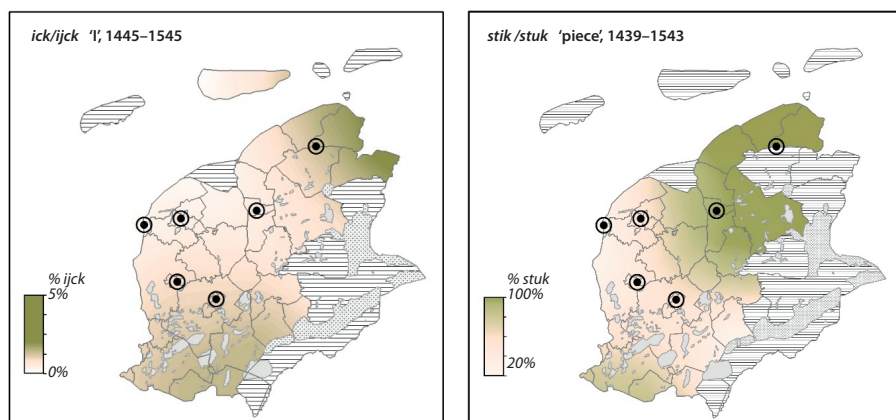 ick/ijck ‘I’, 1445–1545
% ijck
5%
0%
stik /stuk ‘piece’, 1439–1543
% stuk
100%
20%